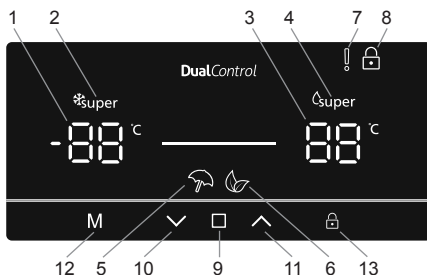 1 2 3 4 7 8
DualControl
super super
-88 °C 88 °C
M
12 5 10 9 11 6 13